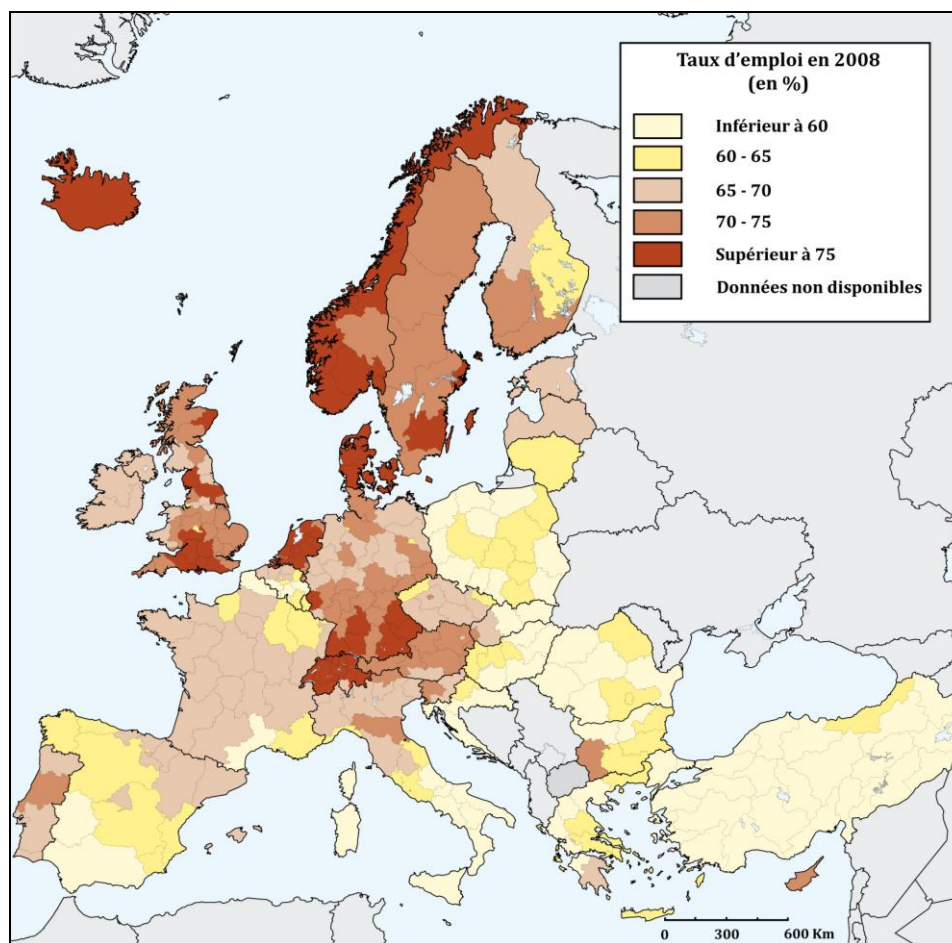 Taux d'emploi en 2008
(en %)
Inférieur à 60
60 - 65
65 - 70
70 - 75
Supérieur à 75
Données non disponibles
0 300 600 Km